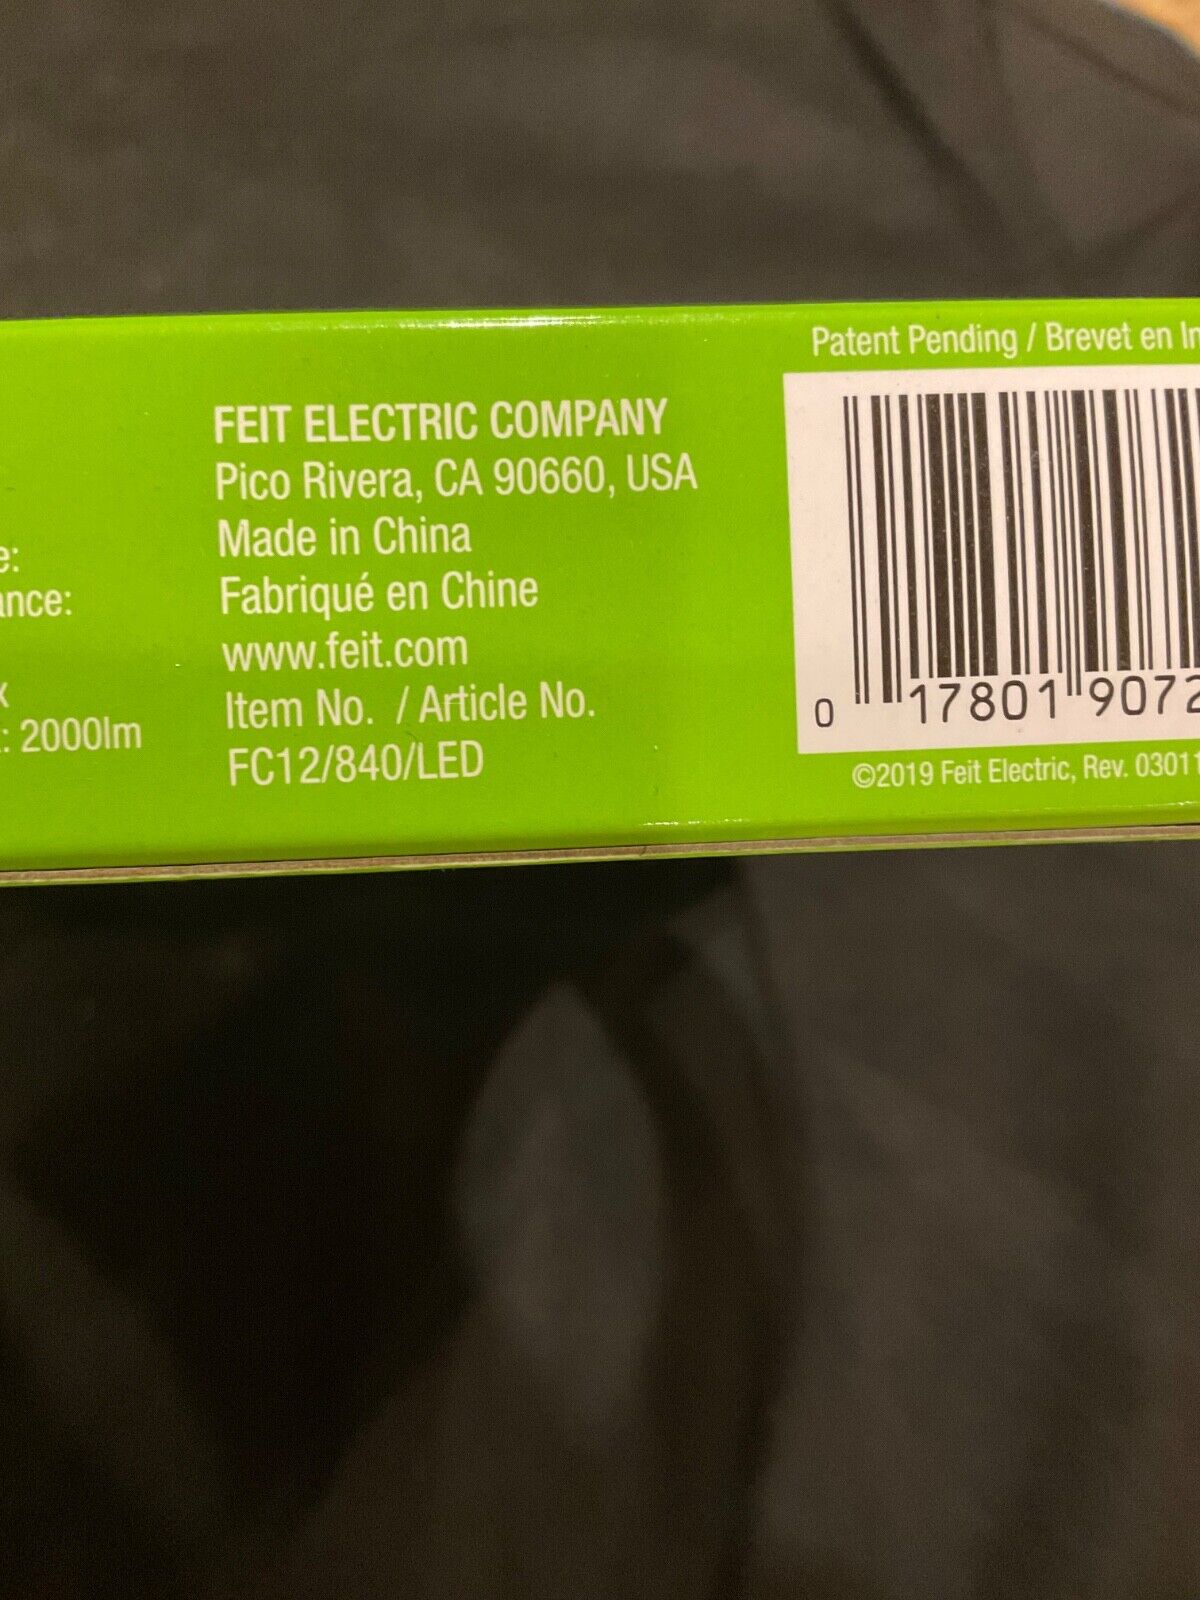 : 2000lm
FEIT ELECTRIC COMPANY
Pico Rivera, CA 90660, USA
Made in China
Fabriqué en Chine
www.feit.com
Item No. / Article No.
FC12/840/LED
Patent Pending / Brevet en
0 17801 9072
©2019 Feit Electric, Rev. 03011